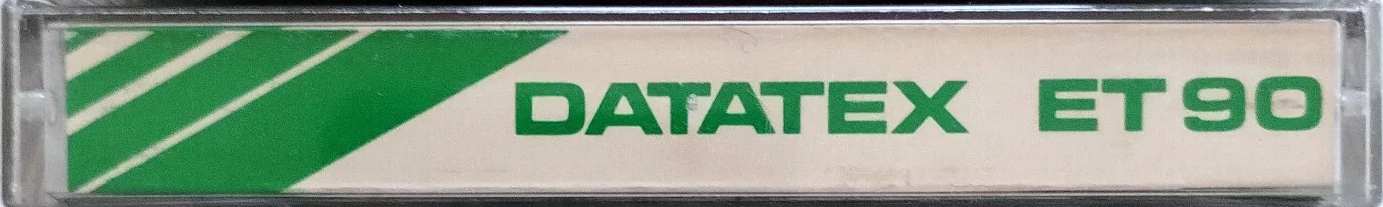 DATATEX ET 90